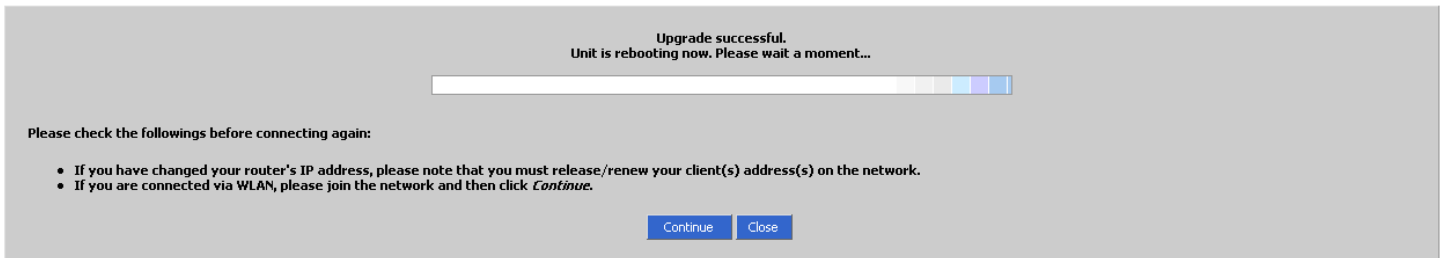 Upgrade successful.
Unit is rebooting now. Please wait a moment...
Please check the followings before connecting again:
If you have changed your router's IP address, please note that you must release/renew your client(s) address(s) on the network.
If you are connected via WLAN, please join the network and then click Continue.
Continue Close